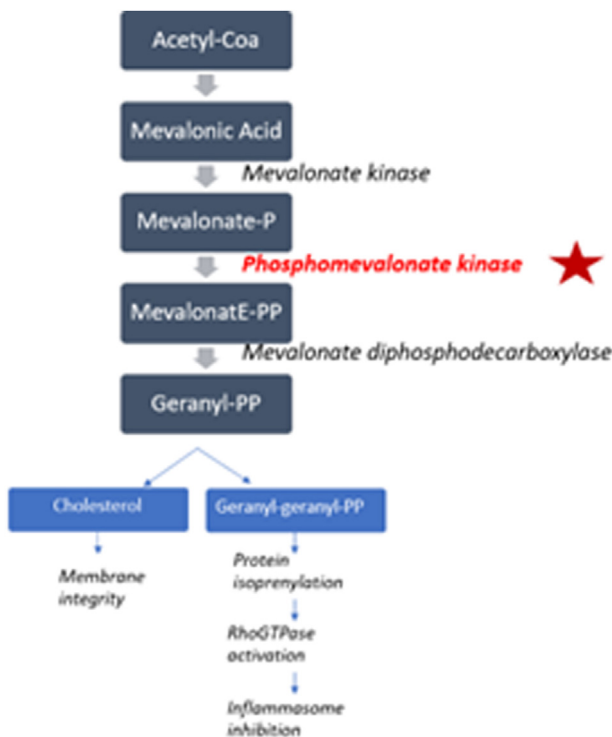 Acetyl-Coa
Mevalonic Acid
Mevalonate kinase
Mevalonate-P
Phosphomevalonate kinase
MevalonatE-PP
Mevalonate diphosphodecarboxylase
Geranyl-PP
Cholesterol
Geranyl-geranyl-PP
Membrane
integrity
Protein
isoprenylation
RhoGTPase
activation
Inflammasome
inhibition